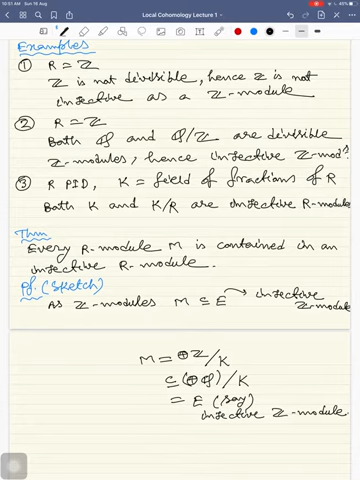 10:51 AM Sun 16 Aug
Local Cohomology Lecture 1
45%
Examples
① R = ℤ
ℤ is not divisible, hence ℤ is not
injective as a ℤ-module
② R = ℤ
Both ℚ and ℚ/ℤ are divisible
ℤ-modules, hence injective ℤ-mod
③ R PID, K = field of fractions of R
Both K and K/R are injective R-module
Thm
Every R-module M is contained in an
injective R-module.
Pf. (Sketch)
As ℤ-modules M ⊆ E → injective
ℤ-module
M = ⊕ℤ/K
⊆ (⊕ℚ)/K
= E (say)
injective ℤ-module.